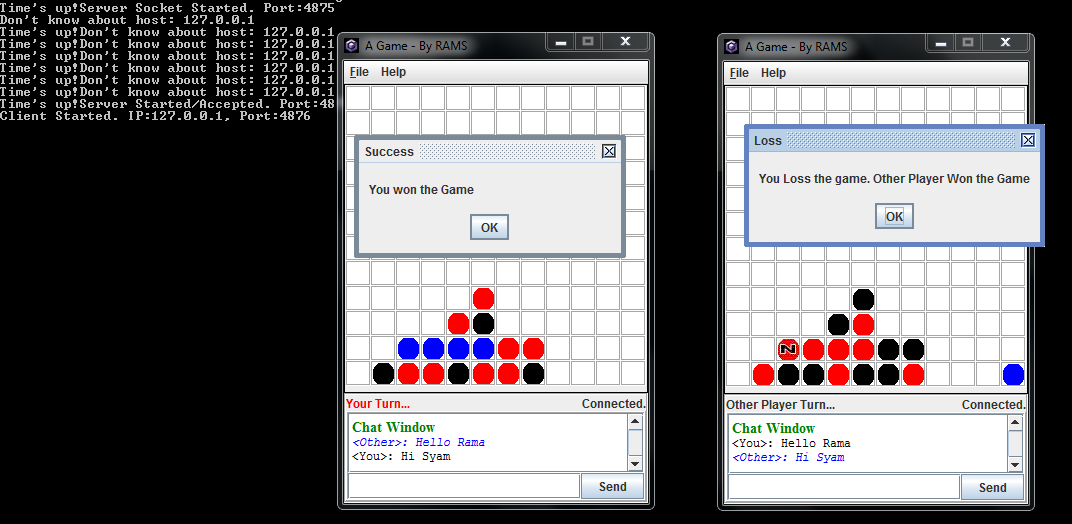 Time's up!Server Socket Started. Port:4875
Don't know about host: 127.0.0.1
Time's up!Don't know about host: 127.0.0.1
Time's up!Don't know about host: 127.0.0.1
Time's up!Don't know about host: 127.0.0.1
Time's up!Don't know about host: 127.0.0.1
Time's up!Don't know about host: 127.0.0.1
Time's up!Don't know about host: 127.0.0.1
Time's up!Server Started/Accepted. Port:48
Client Started. IP:127.0.0.1, Port:4876
A Game - By RAMS
File Help
Success
You won the Game
OK
Your Turn... Connected.
Chat Window
<Other>: Hello Rama
<You>: Hi Syam
Send
A Game - By RAMS
File Help
Loss
You Loss the game. Other Player Won the Game
OK
N
Other Player Turn... Connected.
Chat Window
<You>: Hello Rama
<Other>: Hi Syam
Send